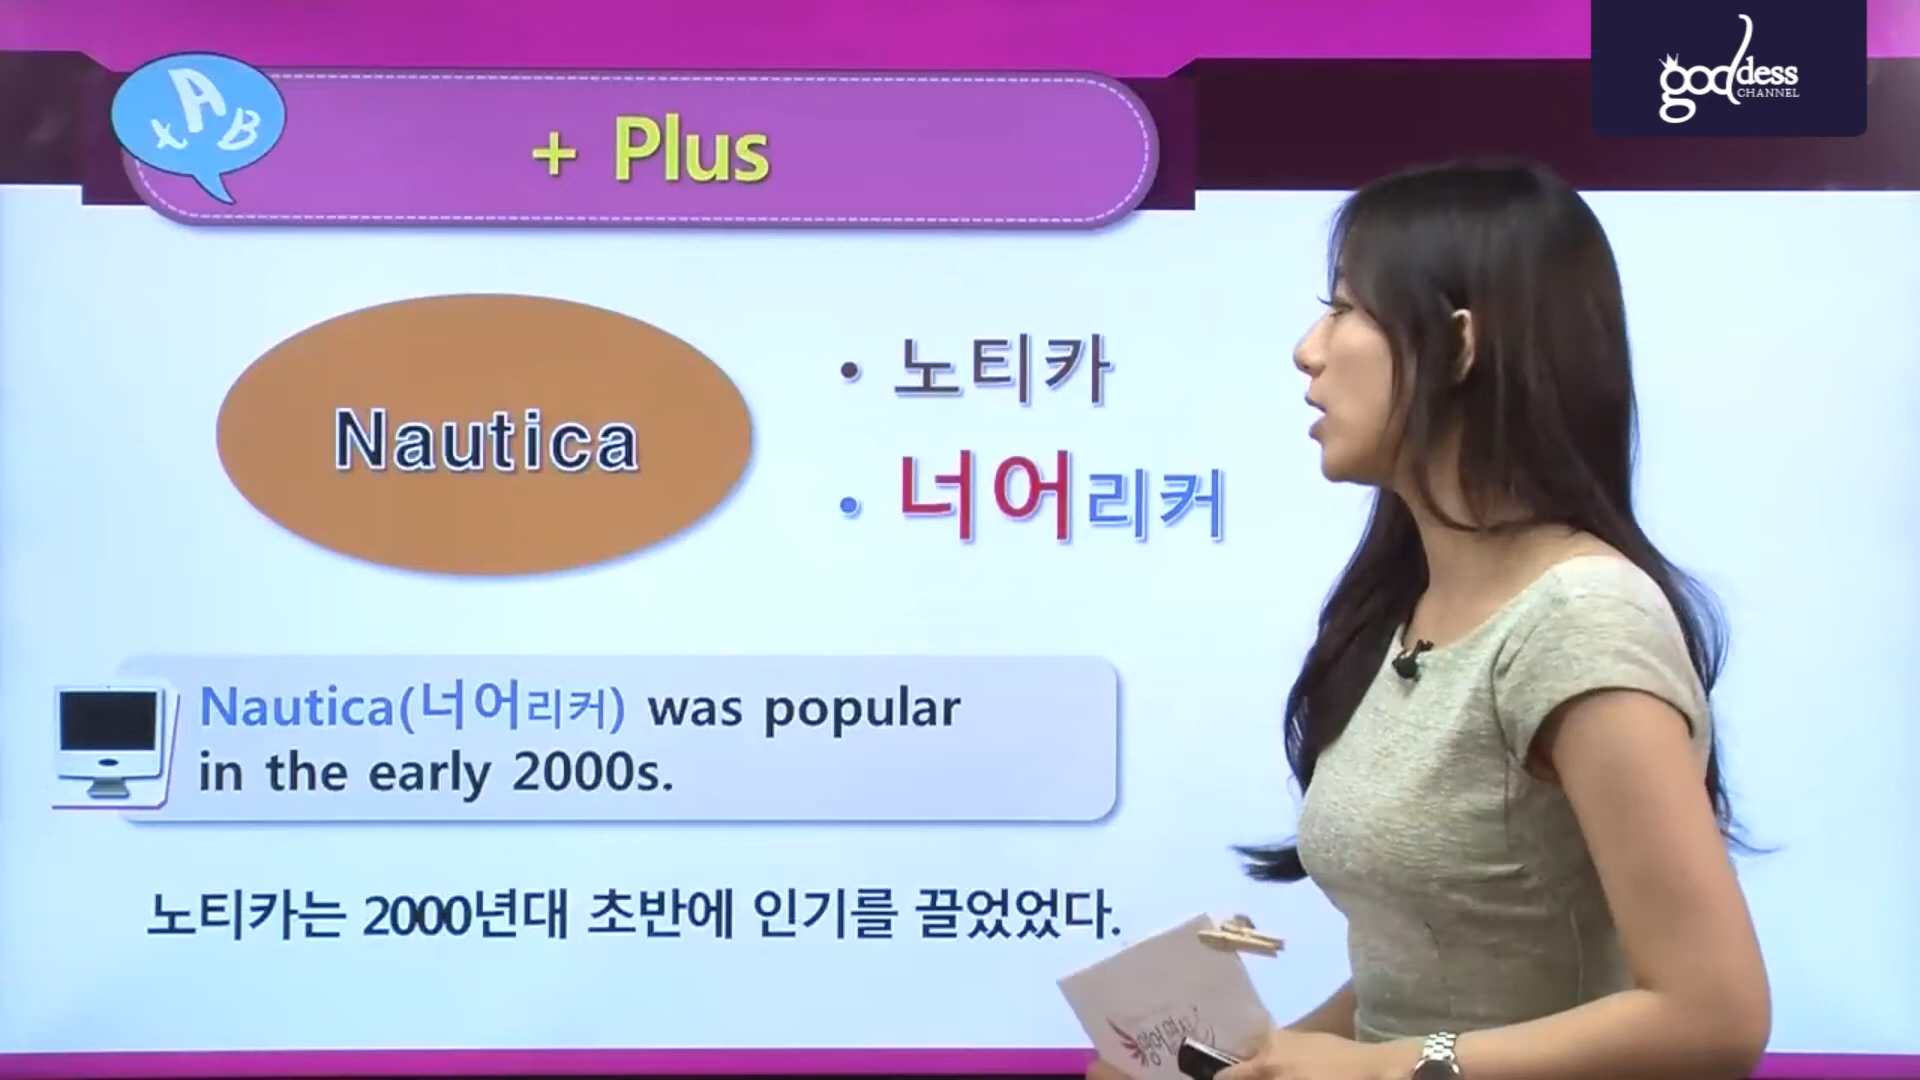 goddess
CHANNEL
A
B
+ Plus
Nautica
• 노티카
• 너어리커
Nautica(너어리커) was popular
in the early 2000s.
노티카는 2000년대 초반에 인기를 끌었었다.